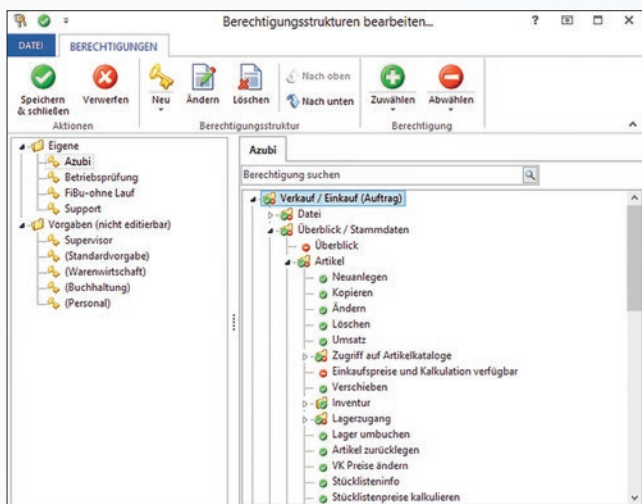 Berechtigungsstrukturen bearbeiten...
?
DATEI
BERECHTIGUNGEN
Speichern
& schließen
Verwerfen
Neu
Ändern
Löschen
Nach oben
Nach unten
Zuwählen
Abwählen
Aktionen
Berechtigungsstruktur
Berechtigung
Eigene
Azubi
Betriebsprüfung
FiBu-ohne Lauf
Support
Vorgaben (nicht editierbar)
Supervisor
(Standardvorgabe)
(Warenwirtschaft)
(Buchhaltung)
(Personal)
Azubi
Berechtigung suchen
Verkauf / Einkauf (Auftrag)
Datei
Überblick / Stammdaten
Überblick
Artikel
Neuanlegen
Kopieren
Ändern
Löschen
Umsatz
Zugriff auf Artikelkataloge
Einkaufspreise und Kalkulation verfügbar
Verschieben
Inventur
Lagerzugang
Lager umbuchen
Artikel zurücklegen
VK Preise ändern
Stücklisteninfo
Stücklistenpreise kalkulieren